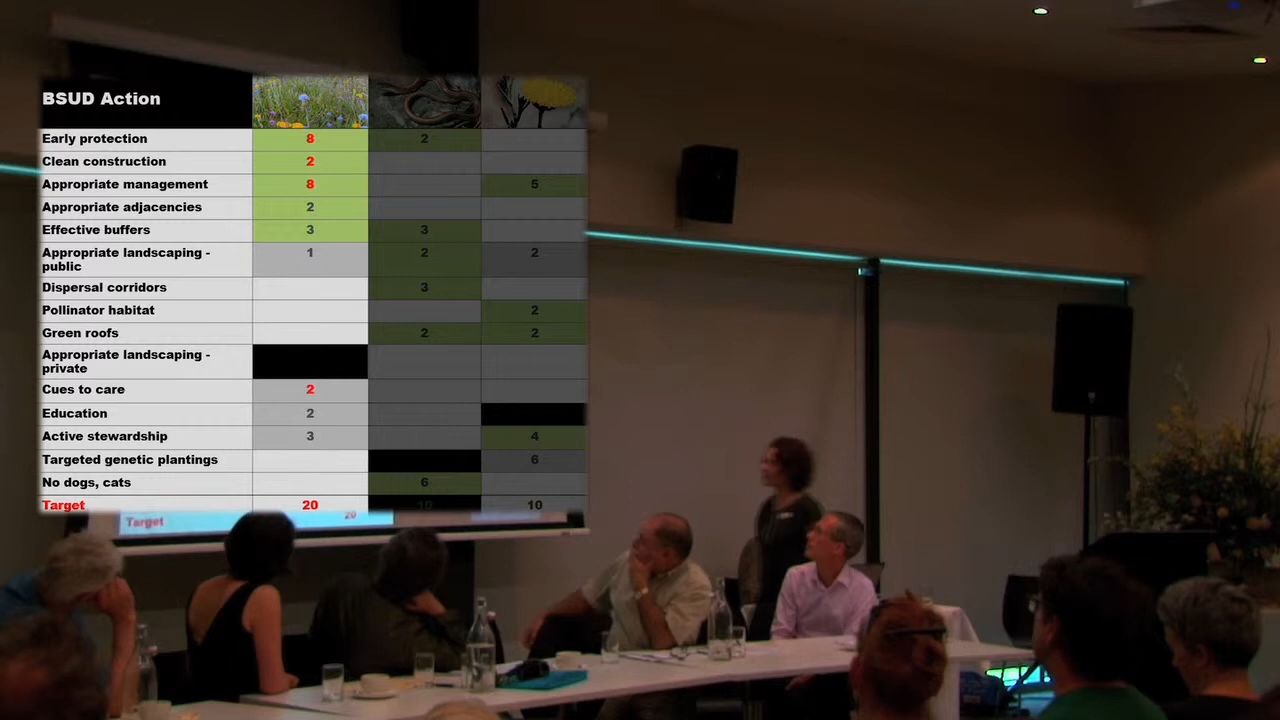 BSUD Action
Early protection 8 2
Clean construction 2
Appropriate management 8 5
Appropriate adjacencies 2
Effective buffers 3 3
Appropriate landscaping - public 1 2 2
Dispersal corridors 3
Pollinator habitat 2
Green roofs 2 2
Appropriate landscaping - private
Cues to care 2
Education 2
Active stewardship 3 4
Targeted genetic plantings 6
No dogs, cats 6
Target 20 10 10
Target 20